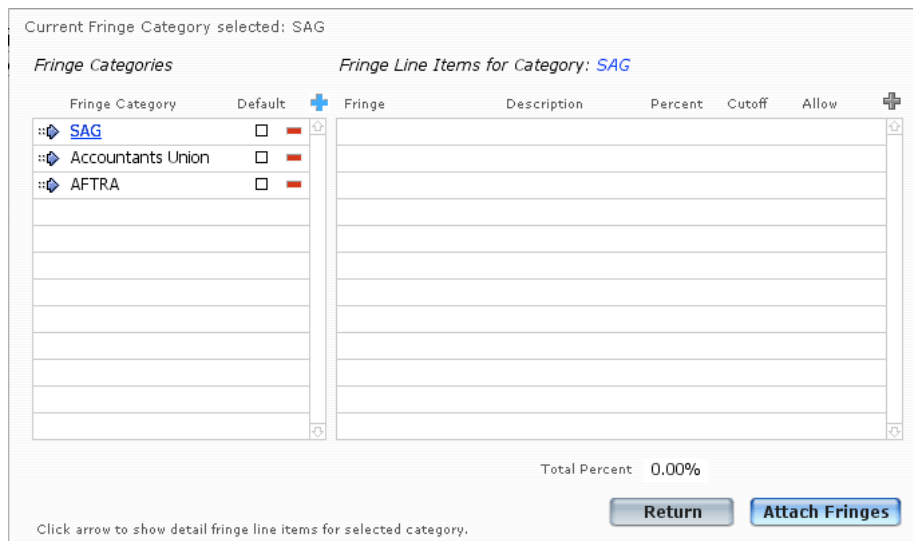 Current Fringe Category selected: SAG
Fringe Categories
Fringe Line Items for Category: SAG
Fringe Category Default
Fringe Description Percent Cutoff Allow
SAG
Accountants Union
AFTRA
Total Percent 0.00%
Return Attach Fringes
Click arrow to show detail fringe line items for selected category.